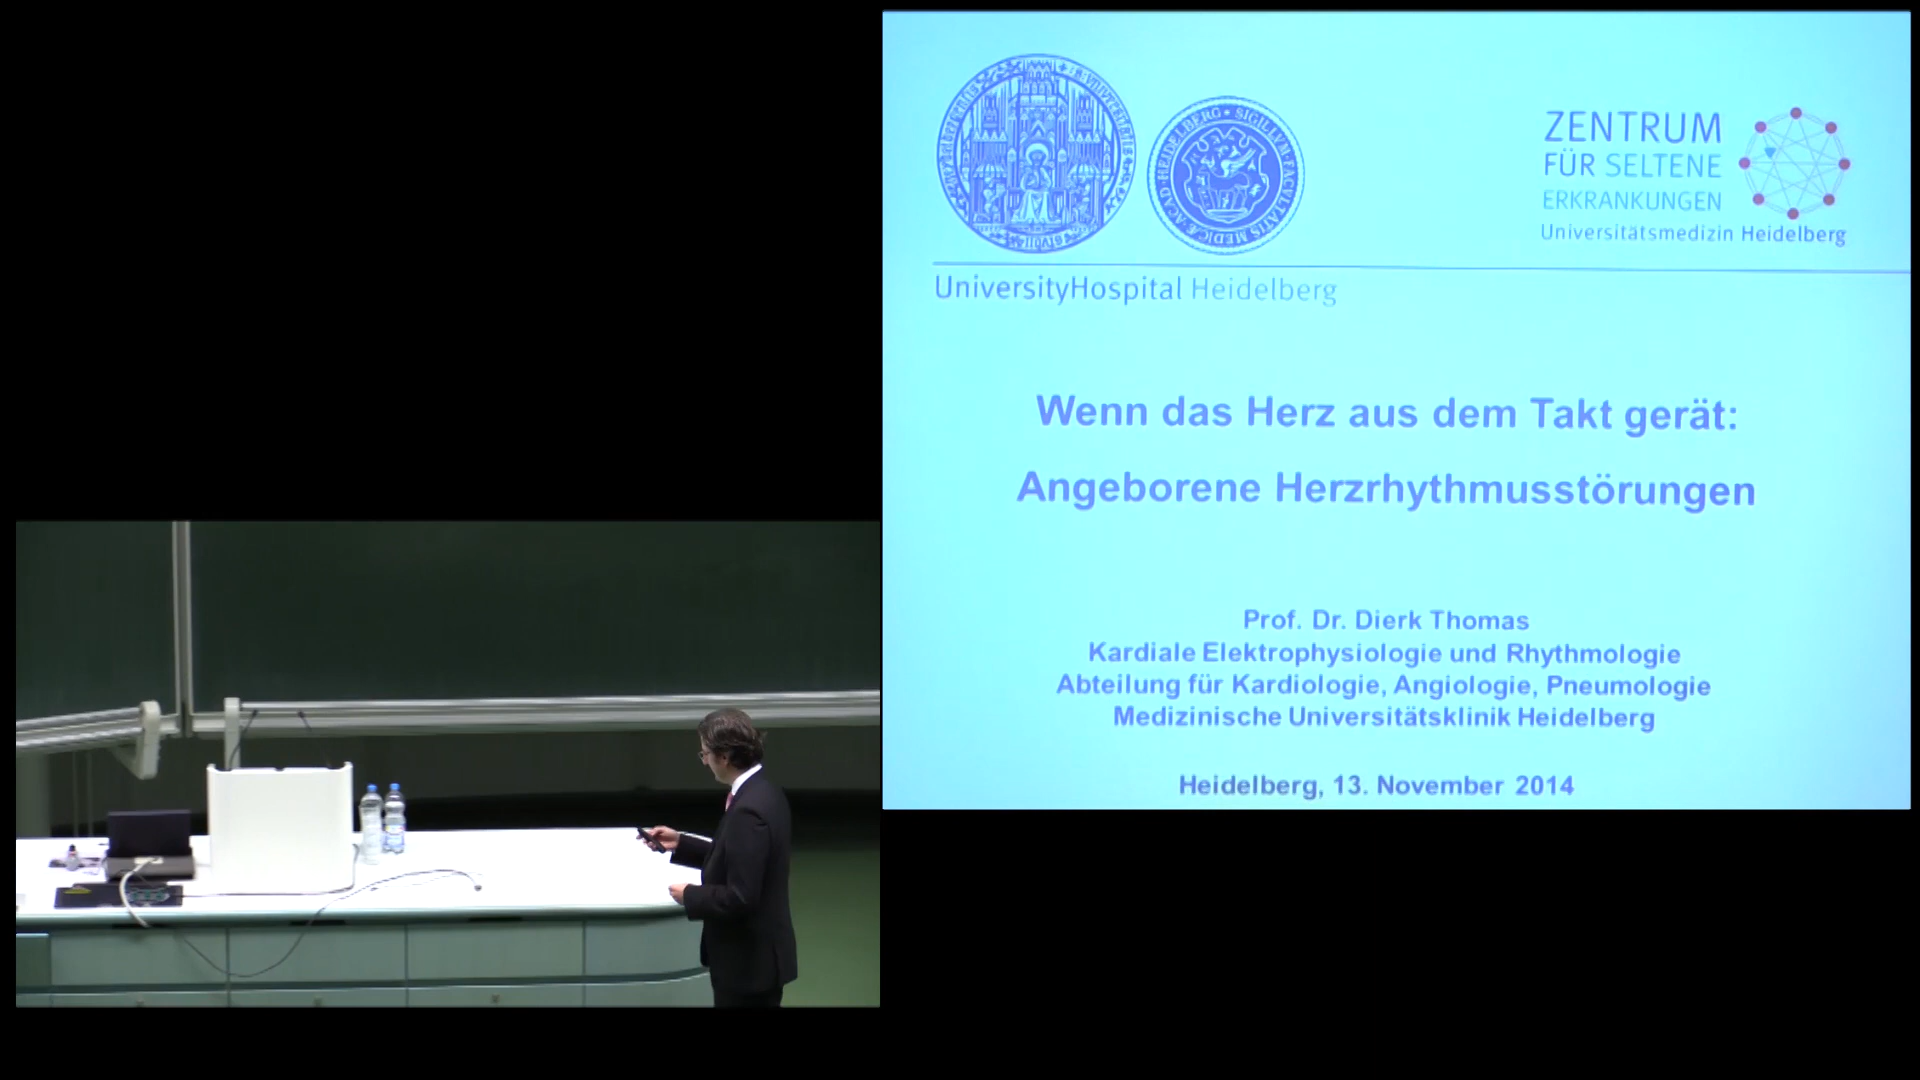 ZENTRUM
FÜR SELTENE
ERKRANKUNGEN
Universitätsmedizin Heidelberg
UniversityHospital Heidelberg
Wenn das Herz aus dem Takt gerät:
Angeborene Herzrhythmusstörungen
Prof. Dr. Dierk Thomas
Kardiale Elektrophysiologie und Rhythmologie
Abteilung für Kardiologie, Angiologie, Pneumologie
Medizinische Universitätsklinik Heidelberg
Heidelberg, 13. November 2014